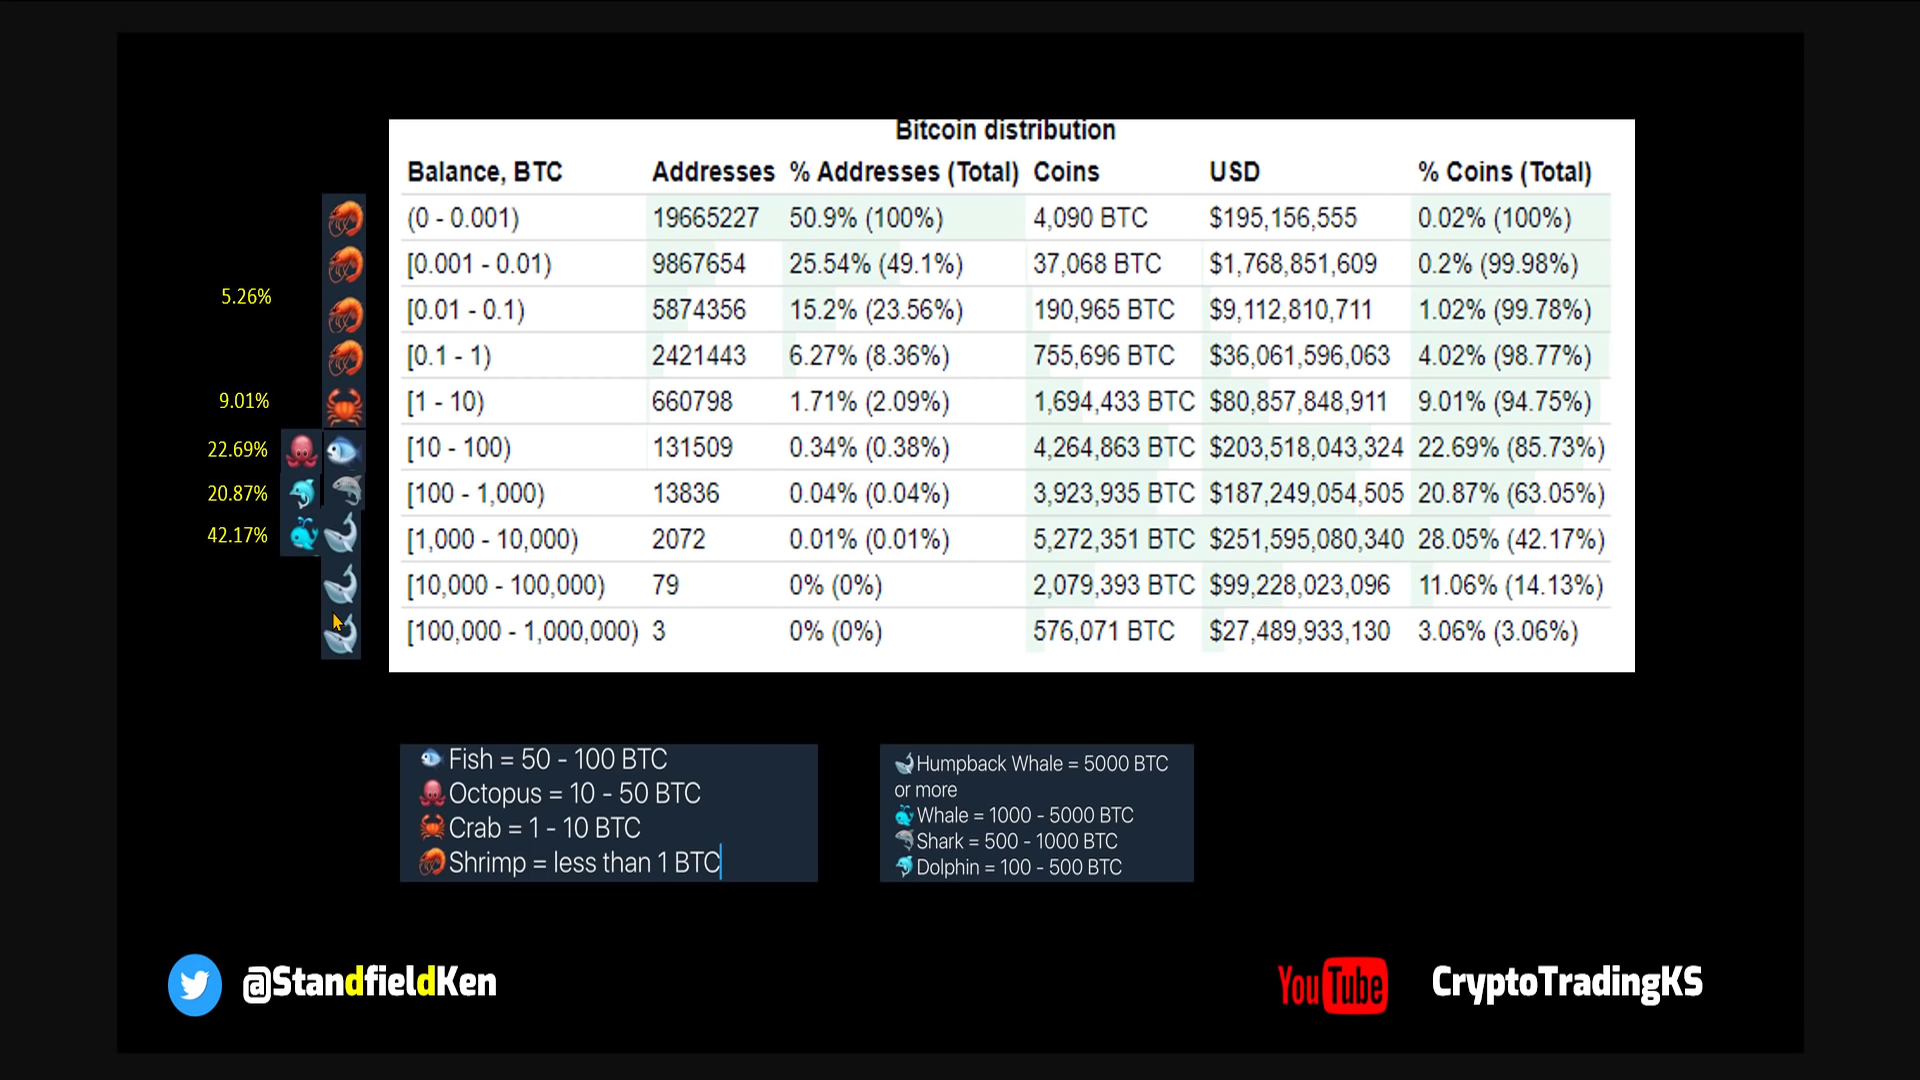 Bitcoin distribution
Balance, BTC Addresses % Addresses (Total) Coins USD % Coins (Total)
(0 - 0.001) 19665227 50.9% (100%) 4,090 BTC $195,156,555 0.02% (100%)
[0.001 - 0.01) 9867654 25.54% (49.1%) 37,068 BTC $1,768,851,609 0.2% (99.98%)
5.26%
[0.01 - 0.1) 5874356 15.2% (23.56%) 190,965 BTC $9,112,810,711 1.02% (99.78%)
[0.1 - 1) 2421443 6.27% (8.36%) 755,696 BTC $36,061,596,063 4.02% (98.77%)
9.01% [1 - 10) 660798 1.71% (2.09%) 1,694,433 BTC $80,857,848,911 9.01% (94.75%)
22.69% [10 - 100) 131509 0.34% (0.38%) 4,264,863 BTC $203,518,043,324 22.69% (85.73%)
20.87% [100 - 1,000) 13836 0.04% (0.04%) 3,923,935 BTC $187,249,054,505 20.87% (63.05%)
42.17% [1,000 - 10,000) 2072 0.01% (0.01%) 5,272,351 BTC $251,595,080,340 28.05% (42.17%)
[10,000 - 100,000) 79 0% (0%) 2,079,393 BTC $99,228,023,096 11.06% (14.13%)
[100,000 - 1,000,000) 3 0% (0%) 576,071 BTC $27,489,933,130 3.06% (3.06%)
Fish = 50 - 100 BTC
Octopus = 10 - 50 BTC
Crab = 1 - 10 BTC
Shrimp = less than 1 BTC
Humpback Whale = 5000 BTC
or more
Whale = 1000 - 5000 BTC
Shark = 500 - 1000 BTC
Dolphin = 100 - 500 BTC
@StandfieldKen
YouTube CryptoTradingKS